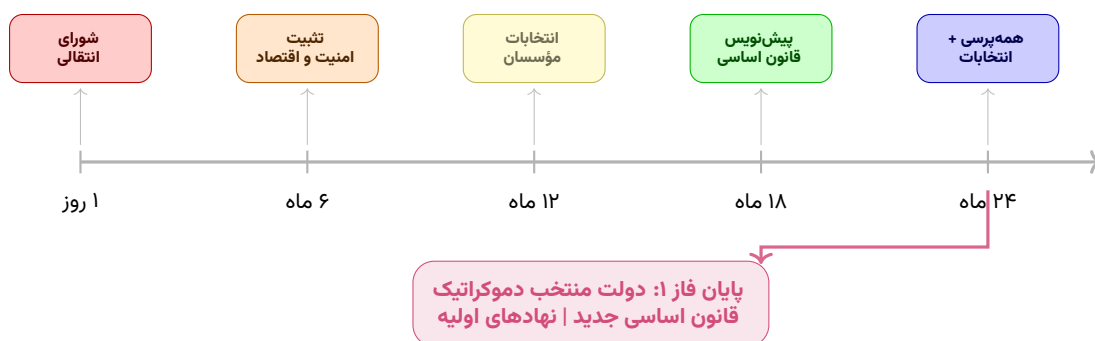 شورای
انتقالی
تثبیت
امنیت و اقتصاد
انتخابات
مؤسسان
پیش‌نویس
قانون اساسی
همه‌پرسی +
انتخابات
۱ روز
۶ ماه
۱۲ ماه
۱۸ ماه
۲۴ ماه
پایان فاز ۱: دولت منتخب دموکراتیک
قانون اساسی جدید | نهادهای اولیه